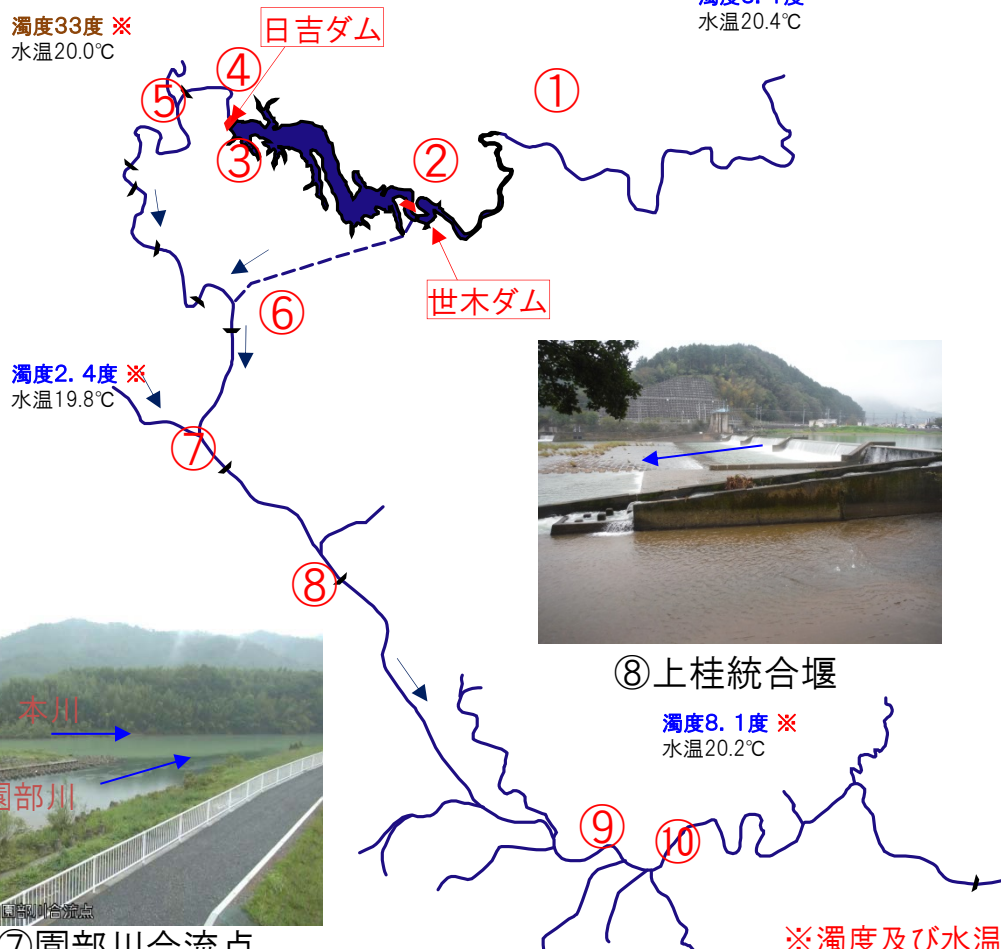 濁度33度 ※
水温20.0℃
水温20.4℃
日吉ダム
④
⑤
①
③
②
世木ダム
⑥
濁度2.4度 ※
水温19.8℃
⑦
⑧
⑧上桂統合堰
濁度8.1度 ※
水温20.2℃
本川
園部川
園部川合流点
⑦園部川合流点
⑨
⑩
※濁度及び水温